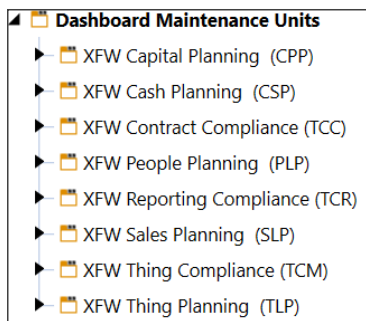 Dashboard Maintenance Units
XFW Capital Planning (CPP)
XFW Cash Planning (CSP)
XFW Contract Compliance (TCC)
XFW People Planning (PLP)
XFW Reporting Compliance (TCR)
XFW Sales Planning (SLP)
XFW Thing Compliance (TCM)
XFW Thing Planning (TLP)